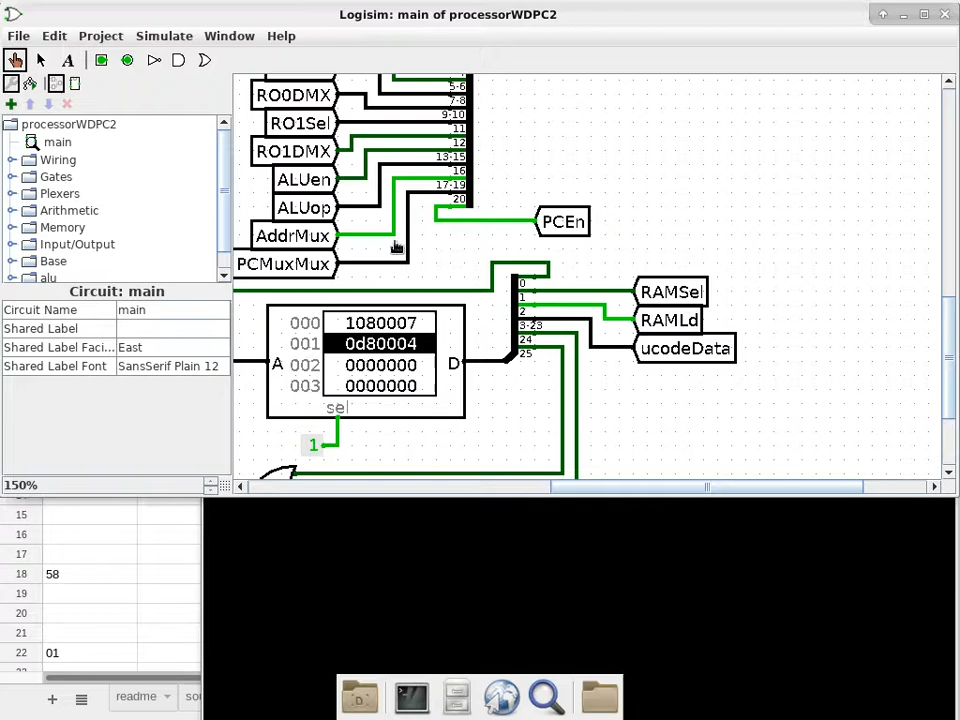 Logisim: main of processorWDPC2
File Edit Project Simulate Window Help
A
processorWDPC2
main
Wiring
Gates
Plexers
Arithmetic
Memory
Input/Output
Base
alu
Circuit: main
Circuit Name main
Shared Label
Shared Label Faci... East
Shared Label Font SansSerif Plain 12
150%
5-6
RO0DMX
7-8
9-10
RO1Sel
11
12
RO1DMX
13-15
16
ALUen
17-19
20
ALUop
PCEn
AddrMux
PCMuxMux
0
RAMSel
1
2
RAMLd
3-23
24
ucodeData
25
000 1080007
001 0d80004
A 002 0000000 D
003 0000000
sel
1
15
16
17
18 58
19
20
21
22 01
readme
D